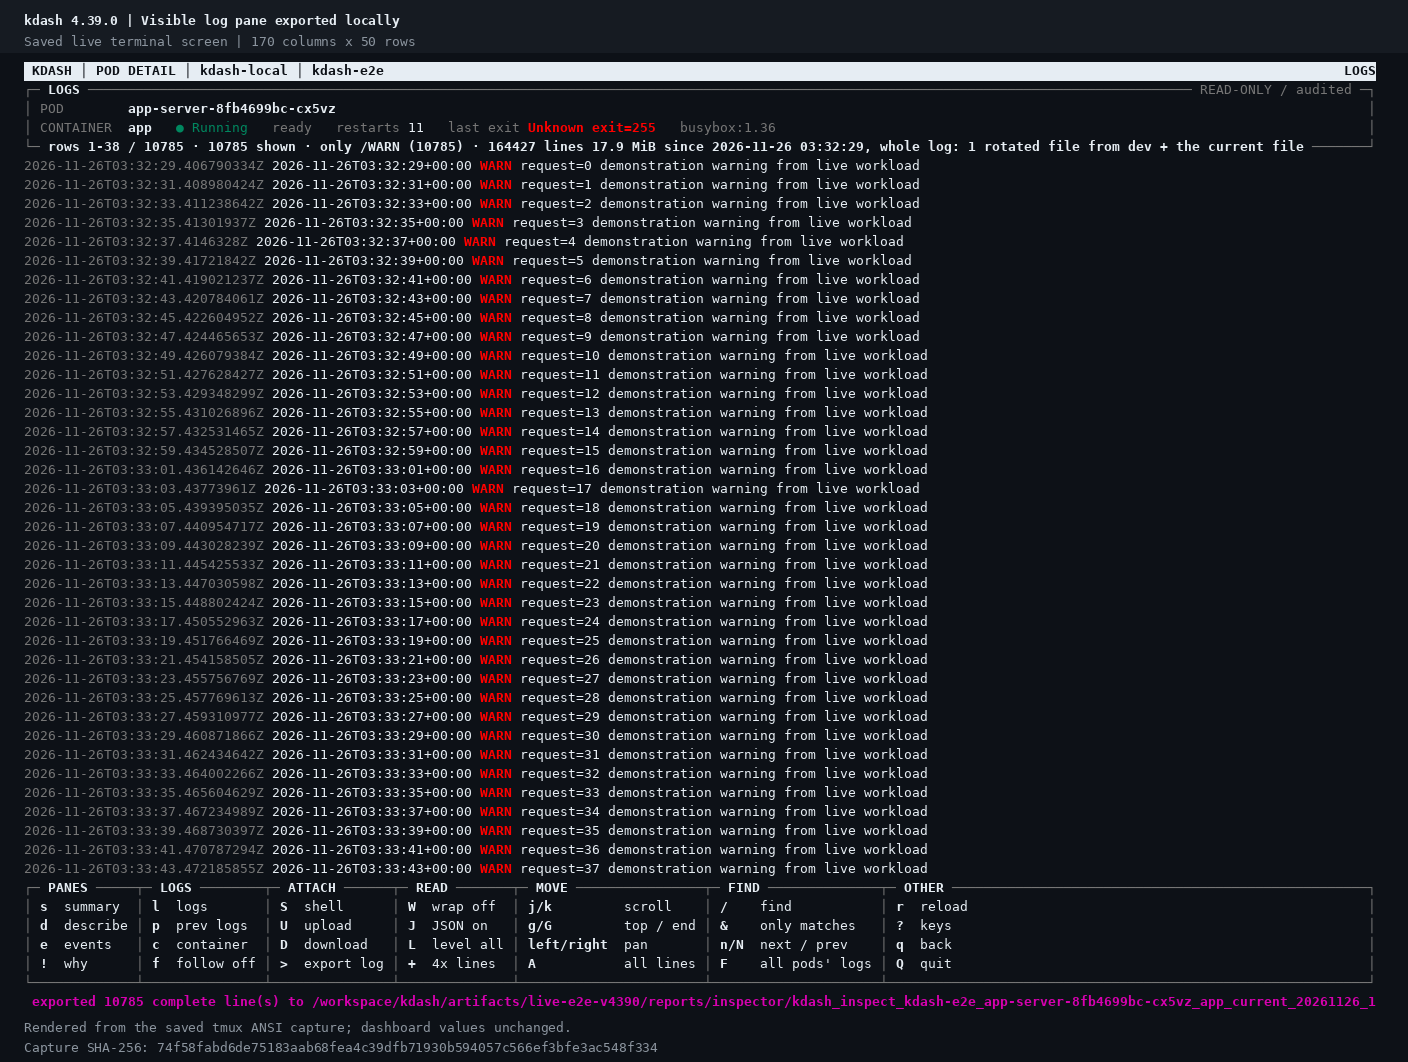 kdash 4.39.0 | Visible log pane exported locally
Saved live terminal screen | 170 columns x 50 rows
KDASH │ POD DETAIL │ kdash-local │ kdash-e2e LOGS
LOGS READ-ONLY / audited
POD app-server-8fb4699bc-cx5vz
CONTAINER app ● Running ready restarts 11 last exit Unknown exit=255 busybox:1.36
rows 1-38 / 10785 · 10785 shown · only /WARN (10785) · 164427 lines 17.9 MiB since 2026-11-26 03:32:29, whole log: 1 rotated file from dev + the current file
2026-11-26T03:32:29.406790334Z 2026-11-26T03:32:29+00:00 WARN request=0 demonstration warning from live workload
2026-11-26T03:32:31.408980424Z 2026-11-26T03:32:31+00:00 WARN request=1 demonstration warning from live workload
2026-11-26T03:32:33.411238642Z 2026-11-26T03:32:33+00:00 WARN request=2 demonstration warning from live workload
2026-11-26T03:32:35.41301937Z 2026-11-26T03:32:35+00:00 WARN request=3 demonstration warning from live workload
2026-11-26T03:32:37.4146328Z 2026-11-26T03:32:37+00:00 WARN request=4 demonstration warning from live workload
2026-11-26T03:32:39.41721842Z 2026-11-26T03:32:39+00:00 WARN request=5 demonstration warning from live workload
2026-11-26T03:32:41.419021237Z 2026-11-26T03:32:41+00:00 WARN request=6 demonstration warning from live workload
2026-11-26T03:32:43.420784061Z 2026-11-26T03:32:43+00:00 WARN request=7 demonstration warning from live workload
2026-11-26T03:32:45.422604952Z 2026-11-26T03:32:45+00:00 WARN request=8 demonstration warning from live workload
2026-11-26T03:32:47.424465653Z 2026-11-26T03:32:47+00:00 WARN request=9 demonstration warning from live workload
2026-11-26T03:32:49.426079384Z 2026-11-26T03:32:49+00:00 WARN request=10 demonstration warning from live workload
2026-11-26T03:32:51.427628427Z 2026-11-26T03:32:51+00:00 WARN request=11 demonstration warning from live workload
2026-11-26T03:32:53.429348299Z 2026-11-26T03:32:53+00:00 WARN request=12 demonstration warning from live workload
2026-11-26T03:32:55.431026896Z 2026-11-26T03:32:55+00:00 WARN request=13 demonstration warning from live workload
2026-11-26T03:32:57.432531465Z 2026-11-26T03:32:57+00:00 WARN request=14 demonstration warning from live workload
2026-11-26T03:32:59.434528507Z 2026-11-26T03:32:59+00:00 WARN request=15 demonstration warning from live workload
2026-11-26T03:33:01.436142646Z 2026-11-26T03:33:01+00:00 WARN request=16 demonstration warning from live workload
2026-11-26T03:33:03.43773961Z 2026-11-26T03:33:03+00:00 WARN request=17 demonstration warning from live workload
2026-11-26T03:33:05.439395035Z 2026-11-26T03:33:05+00:00 WARN request=18 demonstration warning from live workload
2026-11-26T03:33:07.440954717Z 2026-11-26T03:33:07+00:00 WARN request=19 demonstration warning from live workload
2026-11-26T03:33:09.443028239Z 2026-11-26T03:33:09+00:00 WARN request=20 demonstration warning from live workload
2026-11-26T03:33:11.445425533Z 2026-11-26T03:33:11+00:00 WARN request=21 demonstration warning from live workload
2026-11-26T03:33:13.447030598Z 2026-11-26T03:33:13+00:00 WARN request=22 demonstration warning from live workload
2026-11-26T03:33:15.448802424Z 2026-11-26T03:33:15+00:00 WARN request=23 demonstration warning from live workload
2026-11-26T03:33:17.450552963Z 2026-11-26T03:33:17+00:00 WARN request=24 demonstration warning from live workload
2026-11-26T03:33:19.451766469Z 2026-11-26T03:33:19+00:00 WARN request=25 demonstration warning from live workload
2026-11-26T03:33:21.454158505Z 2026-11-26T03:33:21+00:00 WARN request=26 demonstration warning from live workload
2026-11-26T03:33:23.455756769Z 2026-11-26T03:33:23+00:00 WARN request=27 demonstration warning from live workload
2026-11-26T03:33:25.457769613Z 2026-11-26T03:33:25+00:00 WARN request=28 demonstration warning from live workload
2026-11-26T03:33:27.459310977Z 2026-11-26T03:33:27+00:00 WARN request=29 demonstration warning from live workload
2026-11-26T03:33:29.460871866Z 2026-11-26T03:33:29+00:00 WARN request=30 demonstration warning from live workload
2026-11-26T03:33:31.462434642Z 2026-11-26T03:33:31+00:00 WARN request=31 demonstration warning from live workload
2026-11-26T03:33:33.464002266Z 2026-11-26T03:33:33+00:00 WARN request=32 demonstration warning from live workload
2026-11-26T03:33:35.465604629Z 2026-11-26T03:33:35+00:00 WARN request=33 demonstration warning from live workload
2026-11-26T03:33:37.467234989Z 2026-11-26T03:33:37+00:00 WARN request=34 demonstration warning from live workload
2026-11-26T03:33:39.468730397Z 2026-11-26T03:33:39+00:00 WARN request=35 demonstration warning from live workload
2026-11-26T03:33:41.470787294Z 2026-11-26T03:33:41+00:00 WARN request=36 demonstration warning from live workload
2026-11-26T03:33:43.472185855Z 2026-11-26T03:33:43+00:00 WARN request=37 demonstration warning from live workload
PANES LOGS ATTACH READ MOVE FIND OTHER
s summary │ l logs │ S shell │ W wrap off │ j/k scroll │ / find │ r reload
d describe │ p prev logs │ U upload │ J JSON on │ g/G top / end │ & only matches │ ? keys
e events │ c container │ D download │ L level all │ left/right pan │ n/N next / prev │ q back
! why │ f follow off │ > export log │ + 4x lines │ A all lines │ F all pods' logs │ Q quit
exported 10785 complete line(s) to /workspace/kdash/artifacts/live-e2e-v4390/reports/inspector/kdash_inspect_kdash-e2e_app-server-8fb4699bc-cx5vz_app_current_20261126_1
Rendered from the saved tmux ANSI capture; dashboard values unchanged.
Capture SHA-256: 74f58fabd6de75183aab68fea4c39dfb71930b594057c566ef3bfe3ac548f334